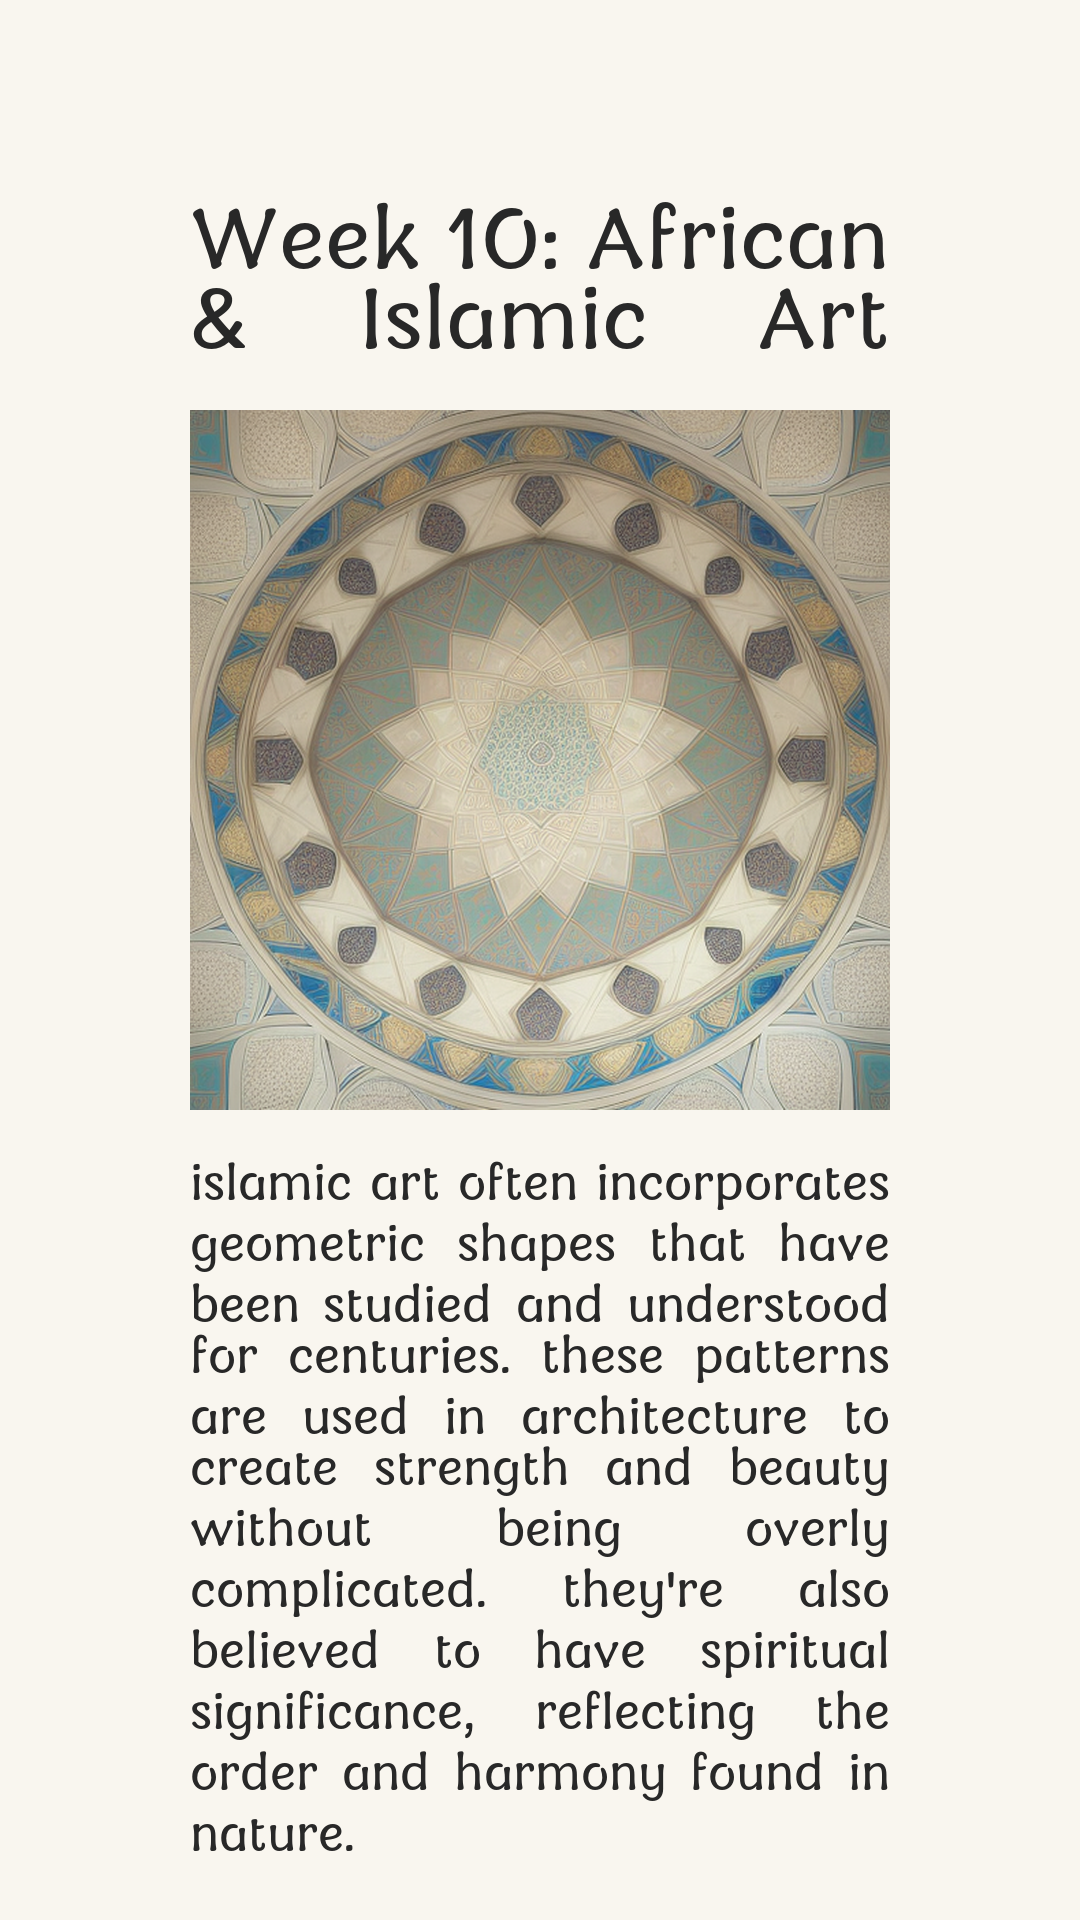 Week 10: African
& Islamic Art
islamic art often incorporates
geometric shapes that have
been studied and understood
for centuries. these patterns
are used in architecture to
create strength and beauty
without being overly
complicated. they're also
believed to have spiritual
significance, reflecting the
order and harmony found in
nature.